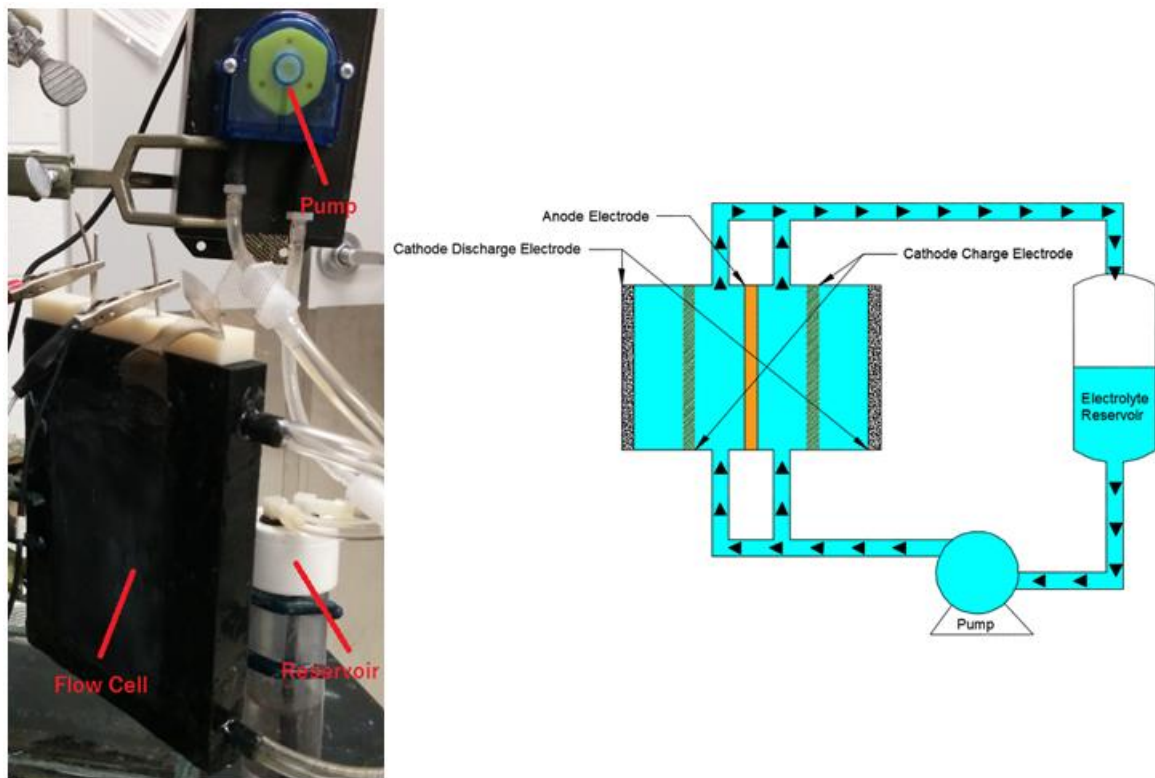 Pump
Flow Cell
Reservoir
Anode Electrode
Cathode Discharge Electrode
Cathode Charge Electrode
Electrolyte
Reservoir
Pump